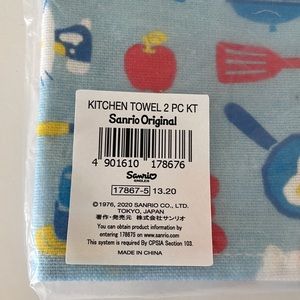 KITCHEN TOWEL 2 PC KT
Sanrio Original
4 901610 178676
Sanrio
17867-5 13.20
©1976, 2020 SANRIO CO., LTD.
TOKYO, JAPAN
著作・発売元 株式会社サンリオ
You can obtain product information by
entering 178675 on www.sanrio.com.
This system is required By CPSIA Section 103.
MADE IN CHINA